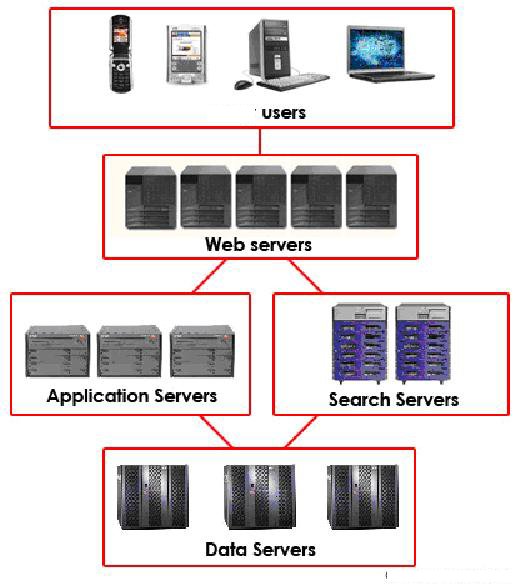 users
Web servers
Application Servers
Search Servers
Data Servers